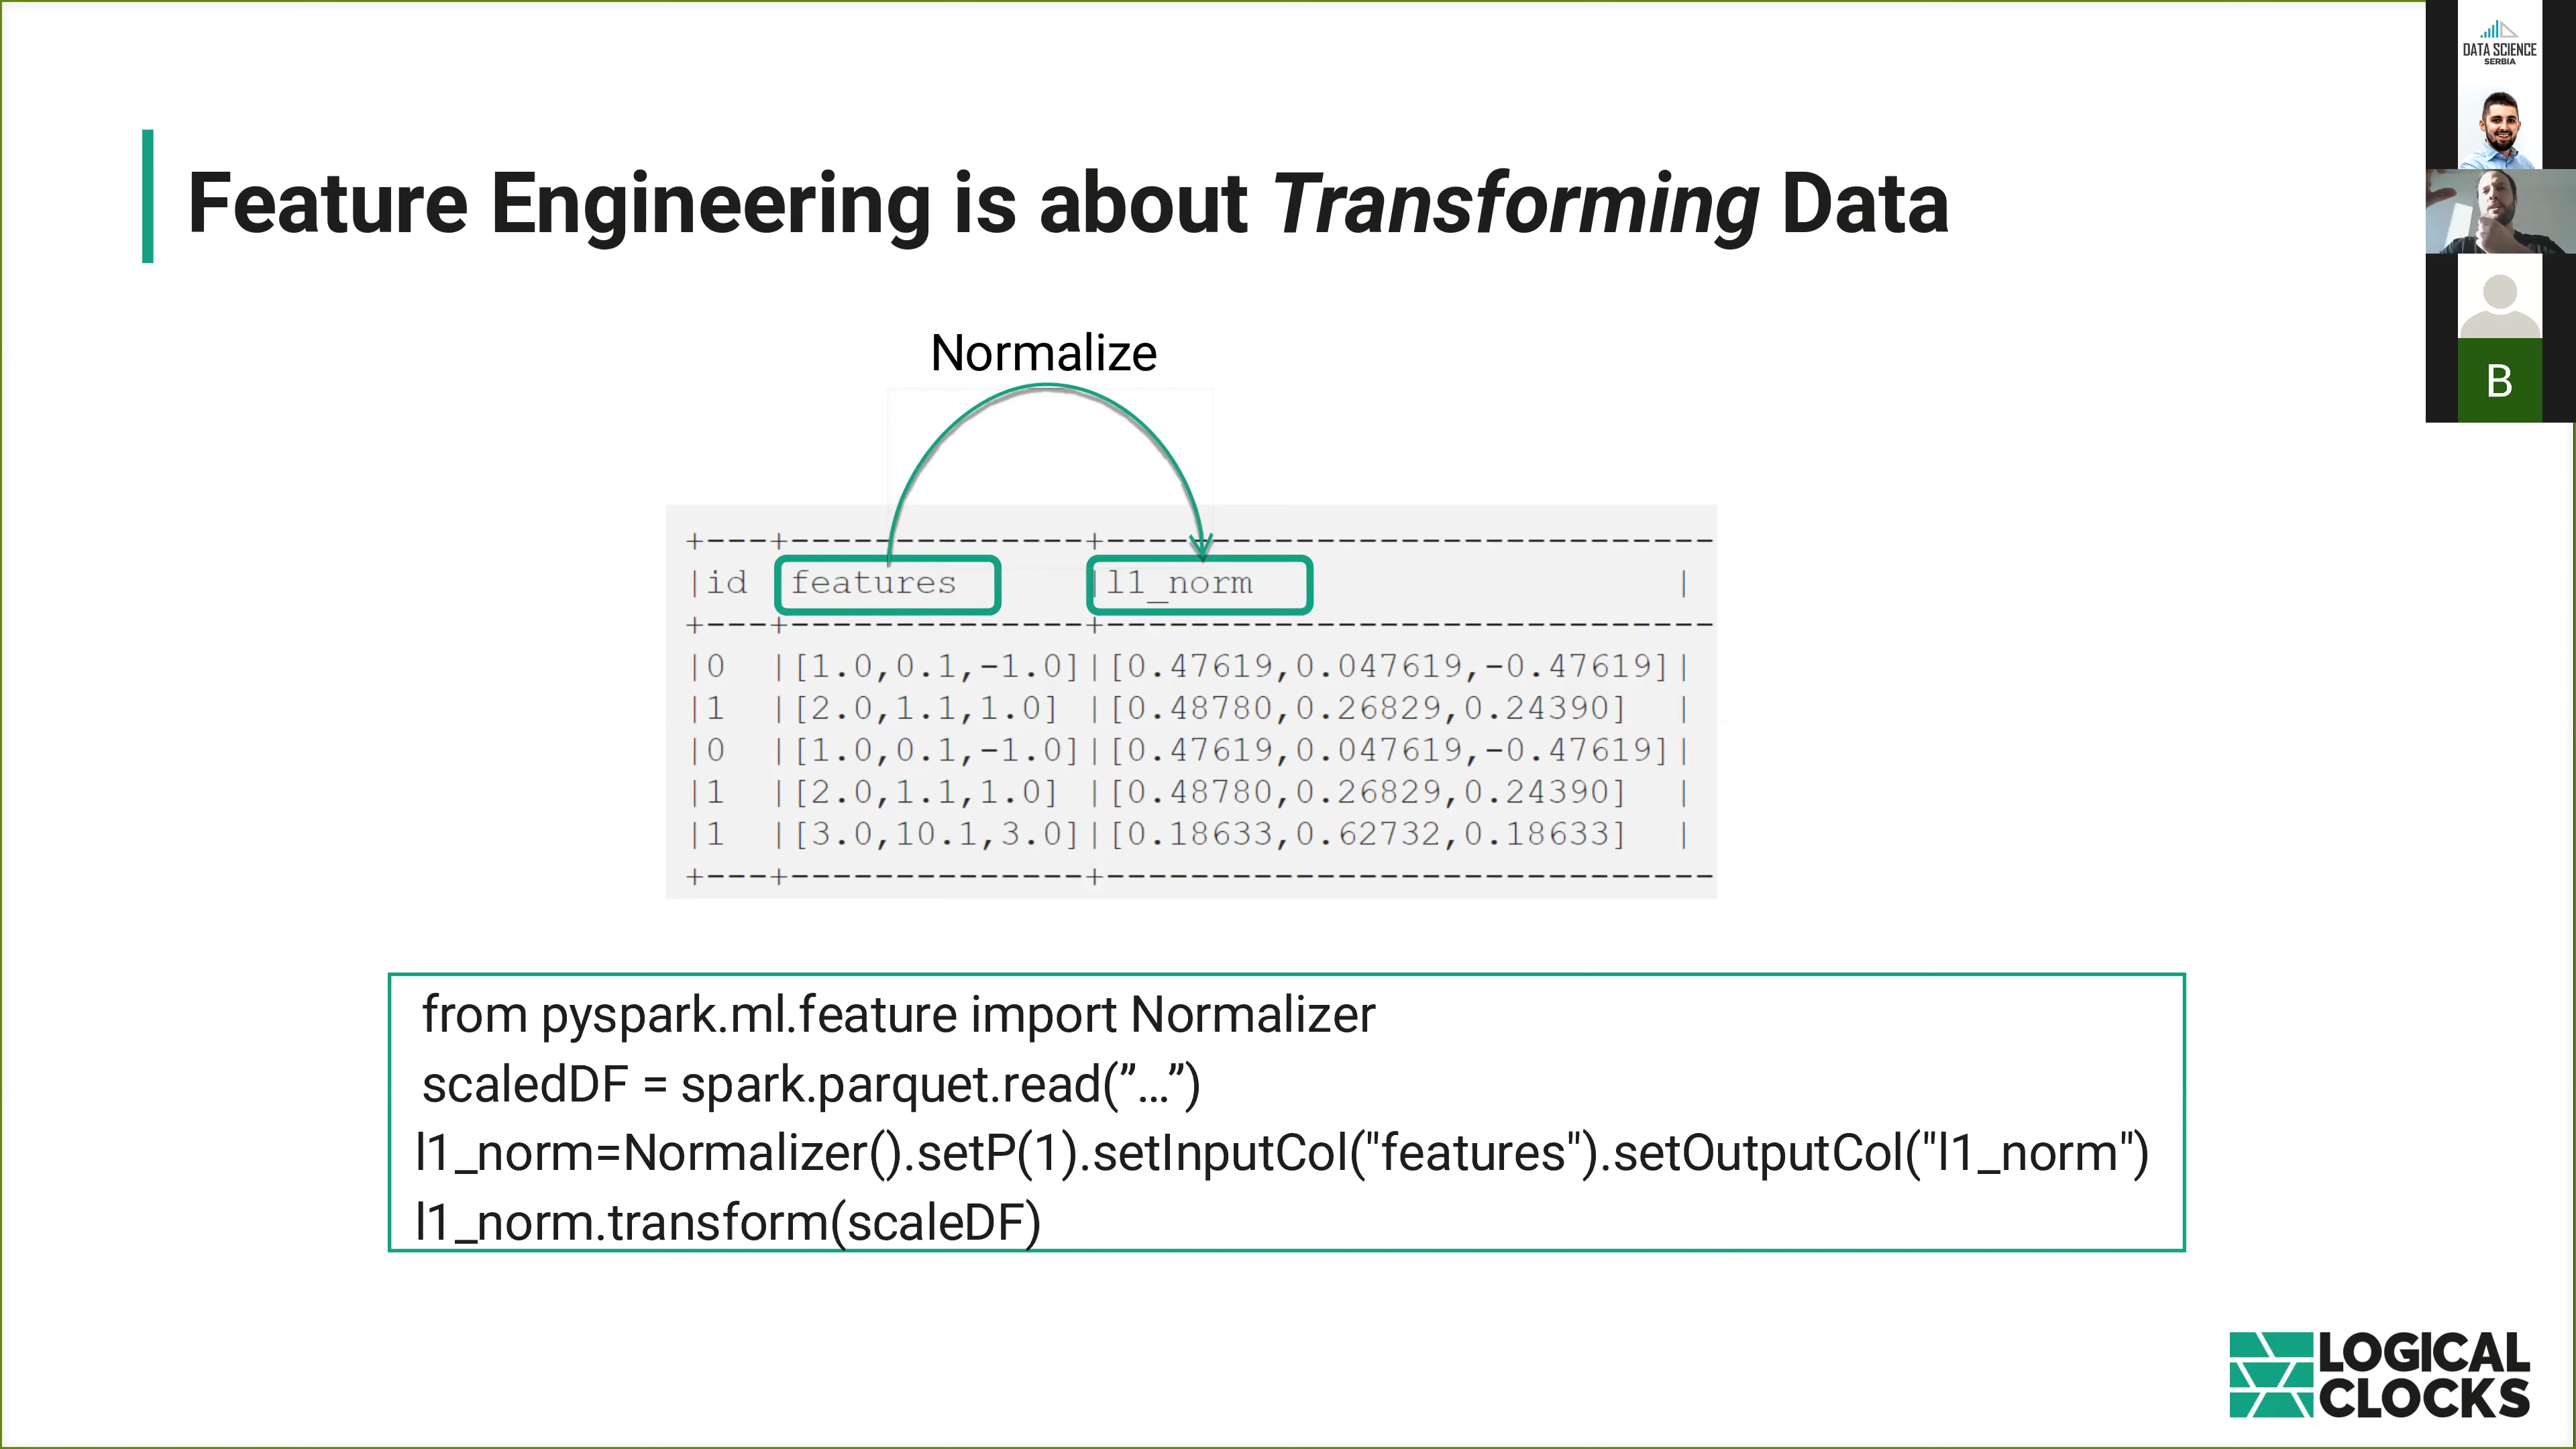 Feature Engineering is about Transforming Data
Normalize
+---+--------------+----------------------------
|id features |l1_norm |
+---+--------------+----------------------------
|0 |[1.0,0.1,-1.0]|[0.47619,0.047619,-0.47619]|
|1 |[2.0,1.1,1.0] |[0.48780,0.26829,0.24390] |
|0 |[1.0,0.1,-1.0]|[0.47619,0.047619,-0.47619]|
|1 |[2.0,1.1,1.0] |[0.48780,0.26829,0.24390] |
|1 |[3.0,10.1,3.0]|[0.18633,0.62732,0.18633] |
+---+--------------+----------------------------
from pyspark.ml.feature import Normalizer
scaledDF = spark.parquet.read(”...”)
l1_norm=Normalizer().setP(1).setInputCol("features").setOutputCol("l1_norm")
l1_norm.transform(scaleDF)
LOGICAL
CLOCKS
DATA SCIENCE
SERBIA
B